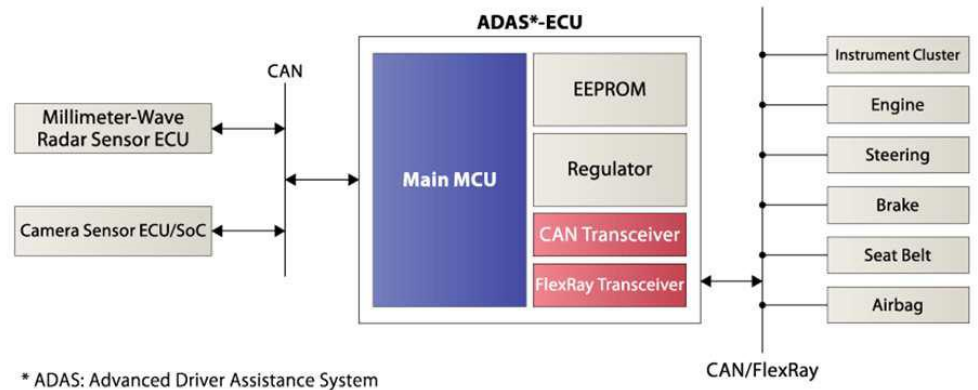 ADAS*-ECU
CAN
Millimeter-Wave
Radar Sensor ECU
Camera Sensor ECU/SoC
Main MCU
EEPROM
Regulator
CAN Transceiver
FlexRay Transceiver
Instrument Cluster
Engine
Steering
Brake
Seat Belt
Airbag
CAN/FlexRay
* ADAS: Advanced Driver Assistance System